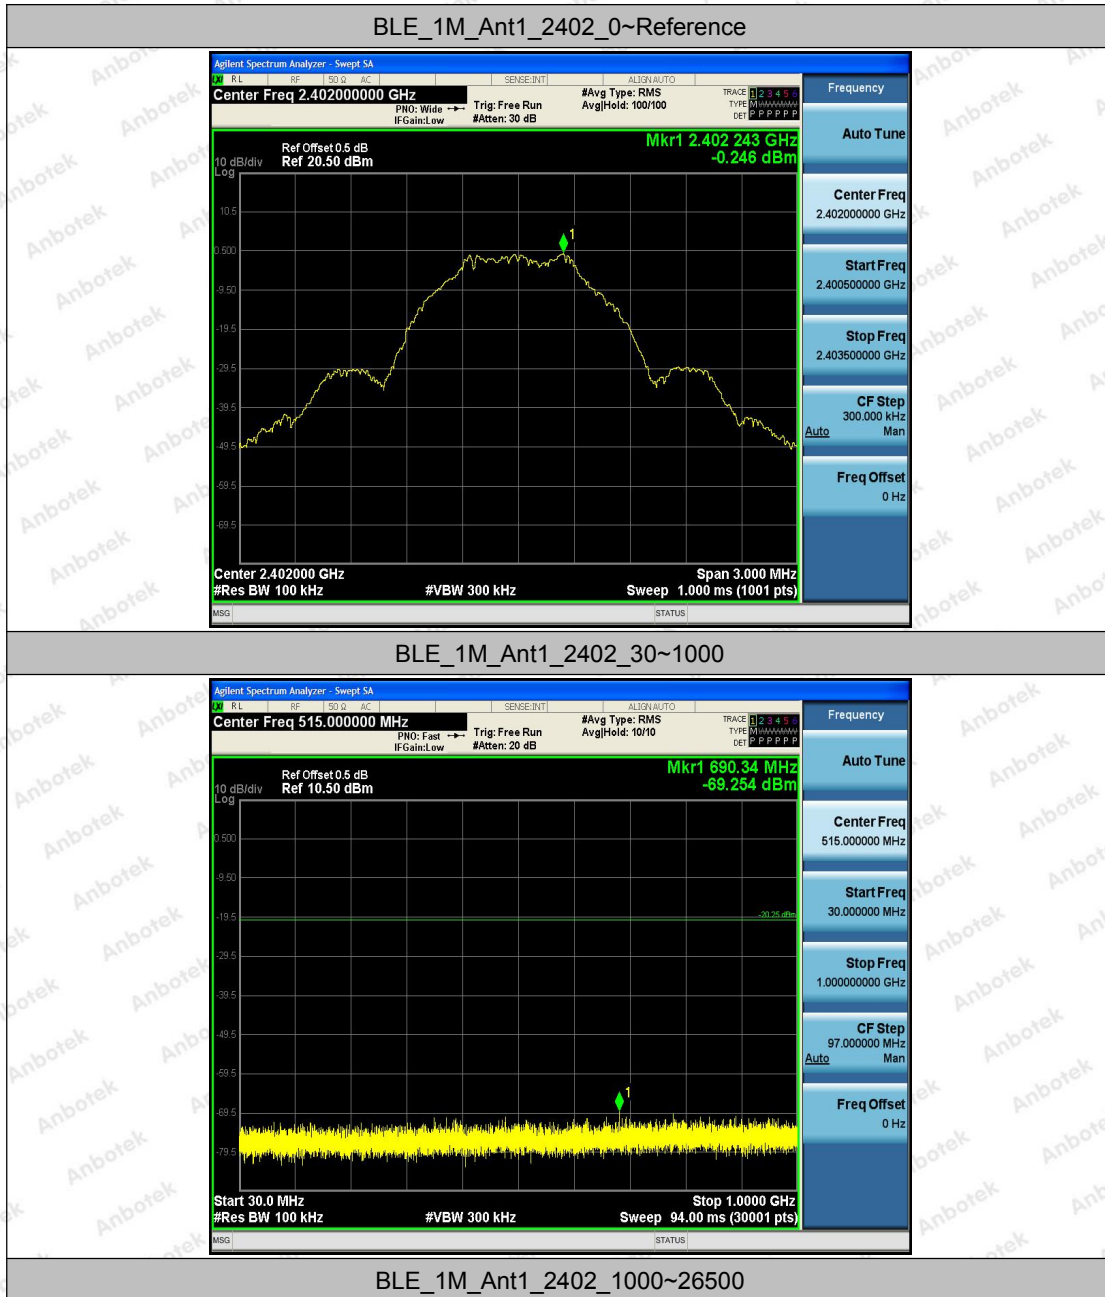 BLE_1M_Ant1_2402_0~Reference
Agilent Spectrum Analyzer - Swept SA
LXI RL RF 50 Ω AC SENSE:INT ALIGN AUTO
Center Freq 2.402000000 GHz
PNO: Wide
IFGain:Low
Trig: Free Run
#Atten: 30 dB
#Avg Type: RMS
Avg|Hold: 100/100
TRACE 1 2 3 4 5 6
TYPE M WWWWW
DET P P P P P P
Ref Offset 0.5 dB
10 dB/div Ref 20.50 dBm
Log
Mkr1 2.402 243 GHz
-0.246 dBm
1
10.5
0.500
-9.50
-19.5
-29.5
-39.5
-49.5
-59.5
-69.5
Center 2.402000 GHz Span 3.000 MHz
#Res BW 100 kHz #VBW 300 kHz Sweep 1.000 ms (1001 pts)
MSG STATUS
Frequency
Auto Tune
Center Freq
2.402000000 GHz
Start Freq
2.400500000 GHz
Stop Freq
2.403500000 GHz
CF Step
300.000 kHz
Auto Man
Freq Offset
0 Hz
BLE_1M_Ant1_2402_30~1000
Agilent Spectrum Analyzer - Swept SA
LXI RL RF 50 Ω AC SENSE:INT ALIGN AUTO
Center Freq 515.000000 MHz
PNO: Fast
IFGain:Low
Trig: Free Run
#Atten: 20 dB
#Avg Type: RMS
Avg|Hold: 10/10
TRACE 1 2 3 4 5 6
TYPE M WWWWW
DET P P P P P P
Ref Offset 0.5 dB
10 dB/div Ref 10.50 dBm
Log
Mkr1 690.34 MHz
-69.254 dBm
0.500
-9.50
-19.5
-20.25 dBm
-29.5
-39.5
-49.5
-59.5
1
-69.5
-79.5
Start 30.0 MHz Stop 1.0000 GHz
#Res BW 100 kHz #VBW 300 kHz Sweep 94.00 ms (30001 pts)
MSG STATUS
Frequency
Auto Tune
Center Freq
515.000000 MHz
Start Freq
30.000000 MHz
Stop Freq
1.000000000 GHz
CF Step
97.000000 MHz
Auto Man
Freq Offset
0 Hz
BLE_1M_Ant1_2402_1000~26500